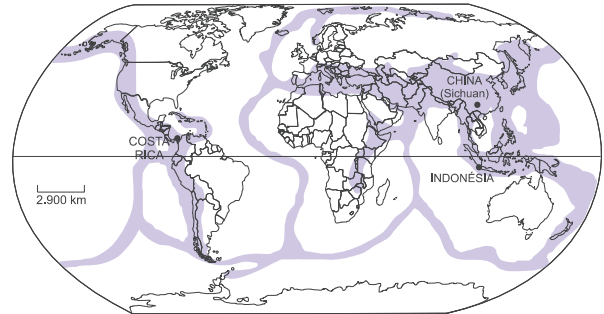 CHINA
(Sichuan)
COSTA
RICA
INDONÉSIA
2.900 km